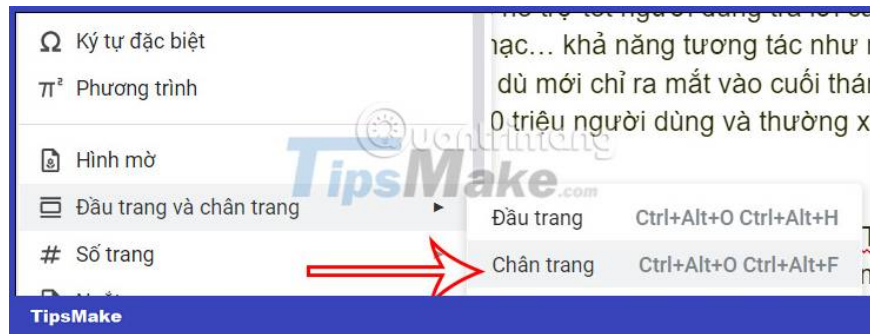 Ký tự đặc biệt
Phương trình
Hình mờ
Đầu trang và chân trang
Số trang
nạc... khả năng tương tác như
dù mới chỉ ra mắt vào cuối
0 triệu người dùng và thường
Quantrimang
TipsMake.com
Đầu trang Ctrl+Alt+O Ctrl+Alt+H
Chân trang Ctrl+Alt+O Ctrl+Alt+F
TipsMake